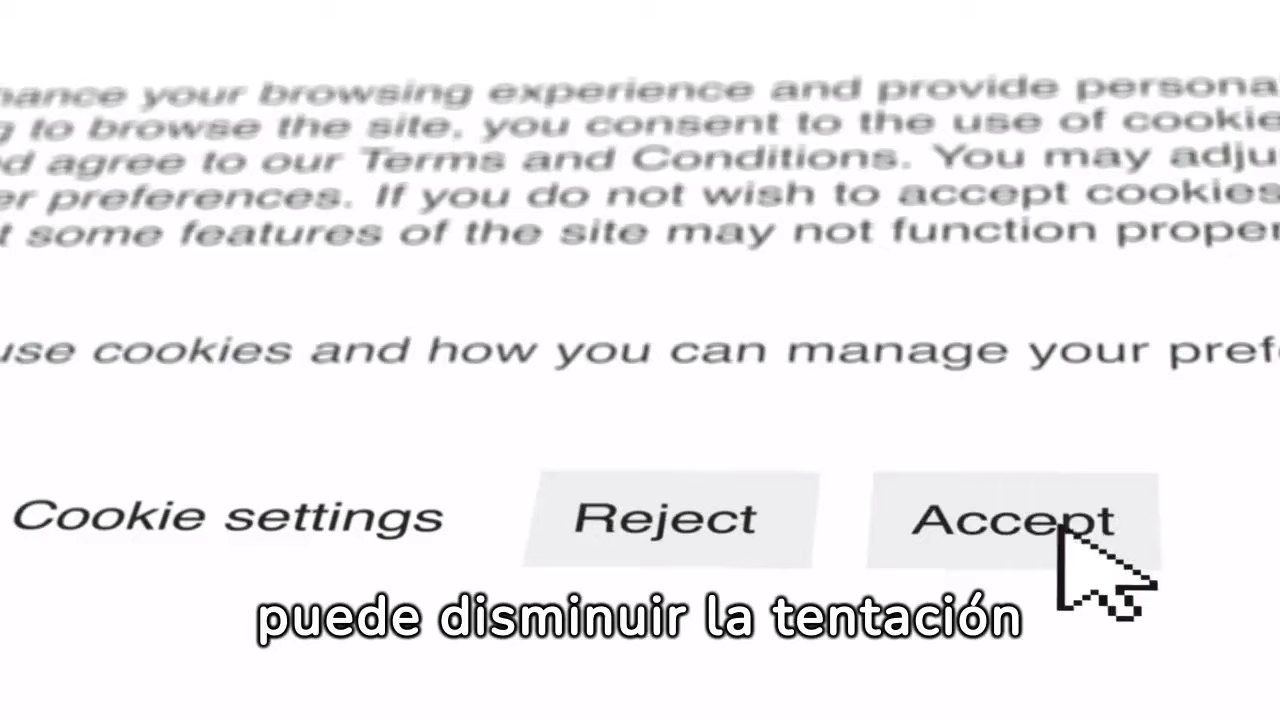 your browsing experience and provide
to browse the site, you consent to the use of
agree to our Terms and Conditions. You may
preferences. If you do not wish to accept cookies
some features of the site may not function
use cookies and how you can manage your
Cookie settings
Reject
Accept
puede disminuir la tentación